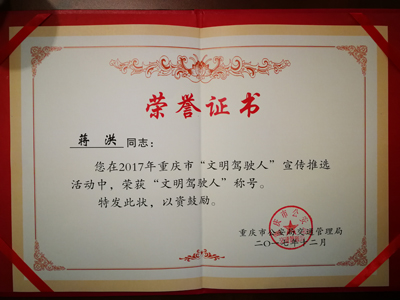 荣誉证书
蒋 洪 同志：
您在2017年重庆市“文明驾驶人”宣传推选
活动中，荣获“文明驾驶人”称号。
特发此状，以资鼓励。
重庆市公安局交通管理局
二〇一七年十二月